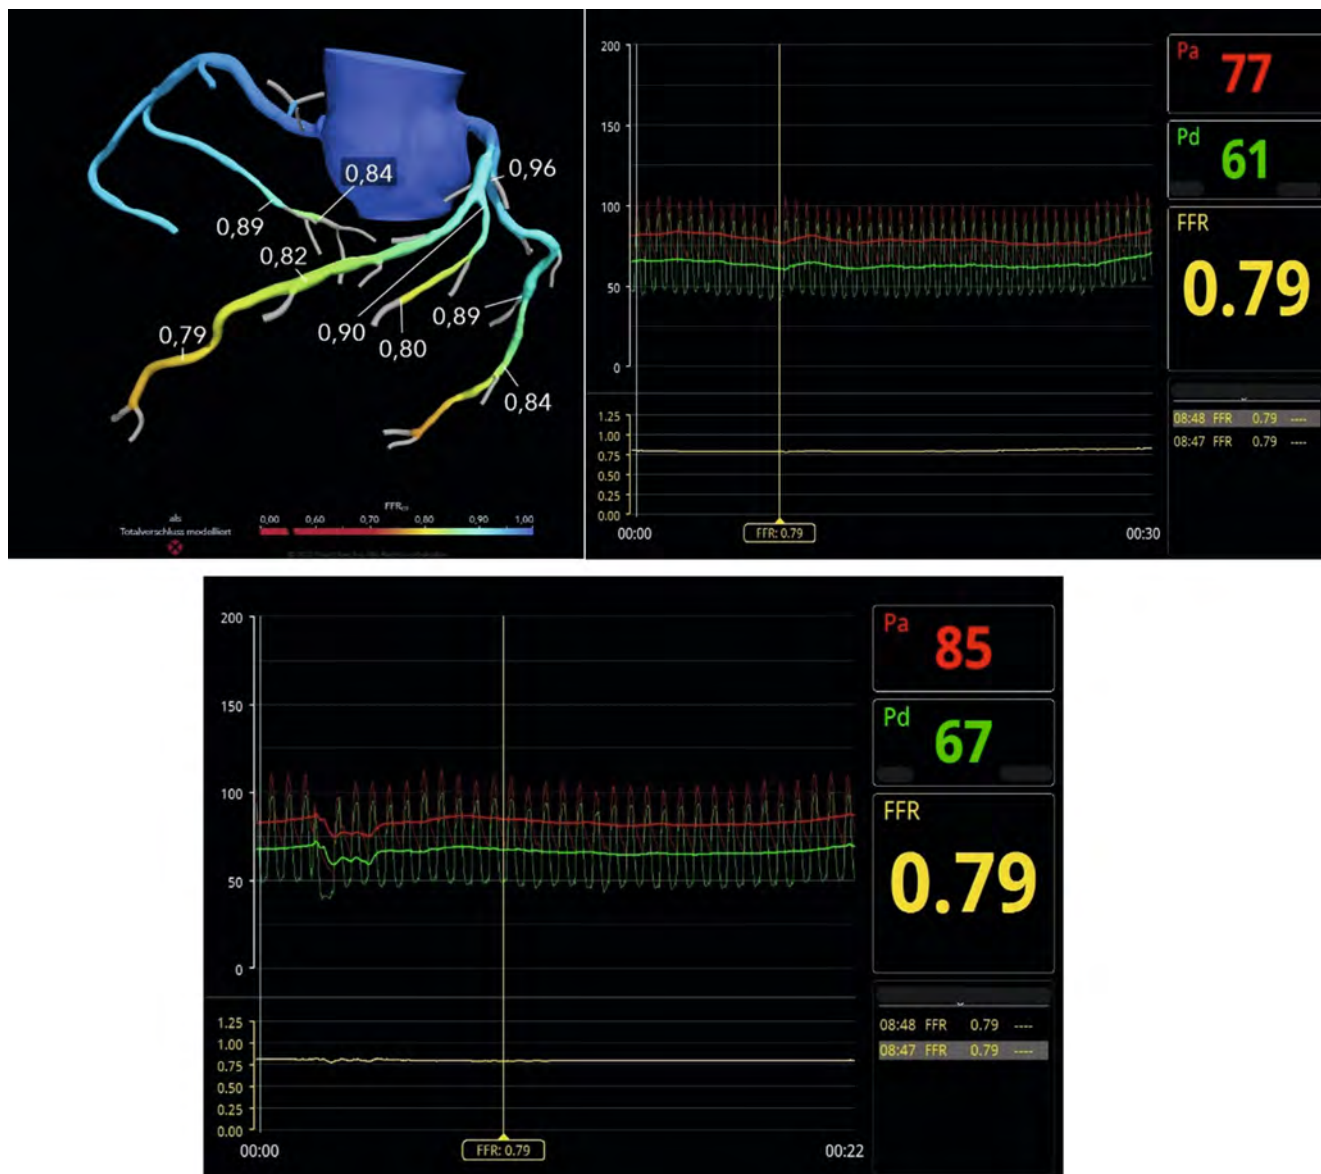 0,96
0,84
0,89
0,82
0,79
0,90
0,89
0,80
0,84
FFRCT
als
Totalverschluss modelliert
0,00 0,60 0,70 0,80 0,90 1,00
200
150
100
50
0
1.25
1.00
0.75
0.50
0.25
0.00
00:00
FFR: 0.79
00:30
Pa
77
Pd
61
FFR
0.79
08:48 FFR 0.79 ----
08:47 FFR 0.79 ----
200
150
100
50
0
1.25
1.00
0.75
0.50
0.25
0.00
00:00
FFR: 0.79
00:22
Pa
85
Pd
67
FFR
0.79
08:48 FFR 0.79 ----
08:47 FFR 0.79 ----